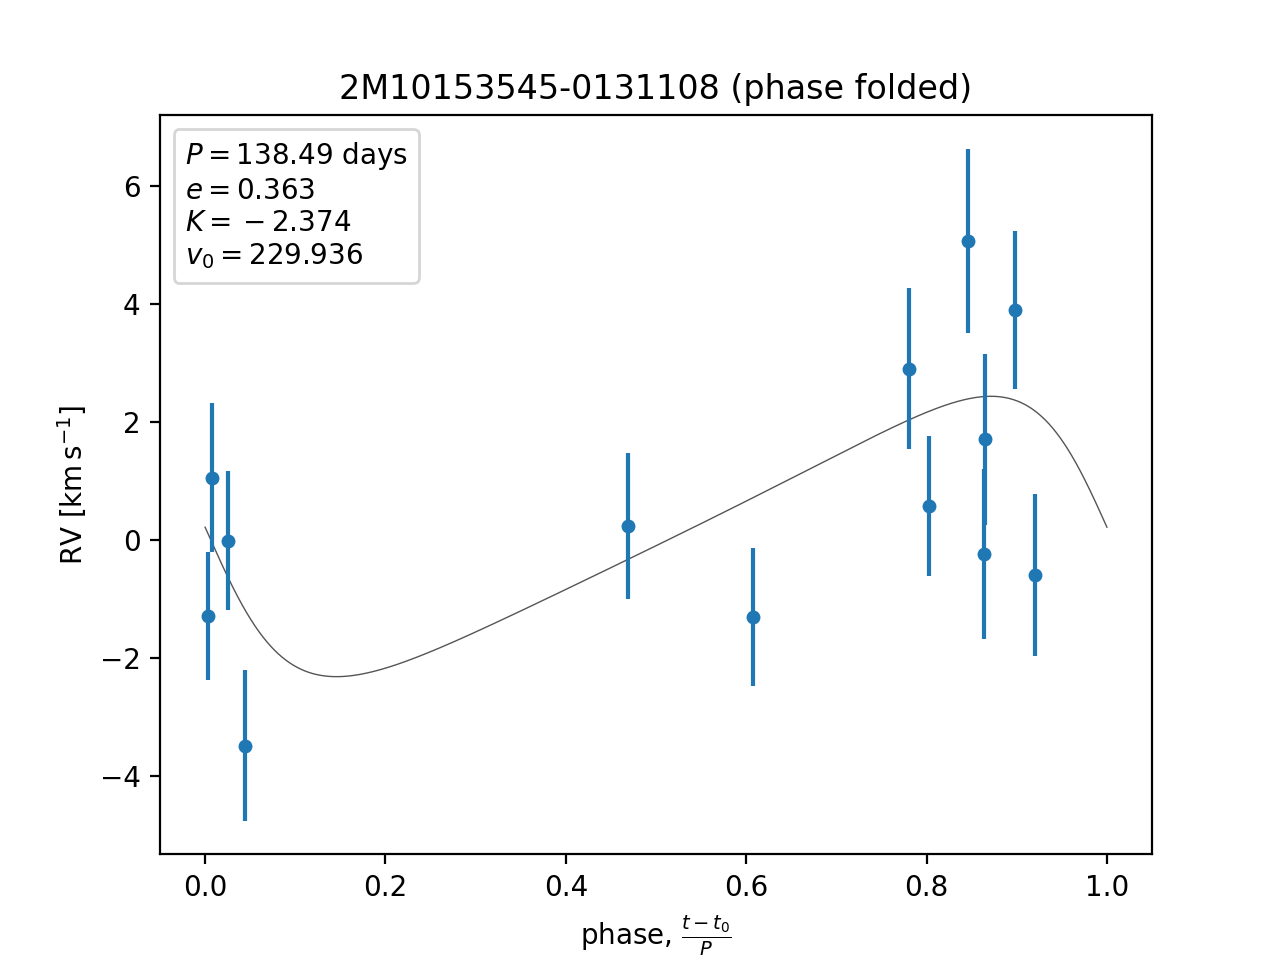 2M10153545-0131108 (phase folded)
P = 138.49 days
e = 0.363
K = −2.374
v₀ = 229.936
RV [km s⁻¹]
6
4
2
0
−2
−4
0.0 0.2 0.4 0.6 0.8 1.0
phase, (t − t₀)/P